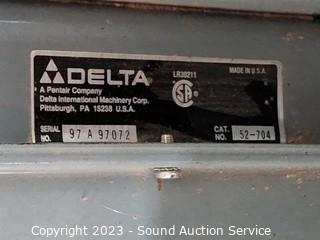 DELTA
LR30211
MADE IN U.S.A.
A Pentair Company
Delta International Machinery Corp.
Pittsburgh, PA 15238 U.S.A.
SA
SERIAL NO. 97 A 97072
CAT. NO. 52-704
Copyright © 2023 - Sound Auction Service